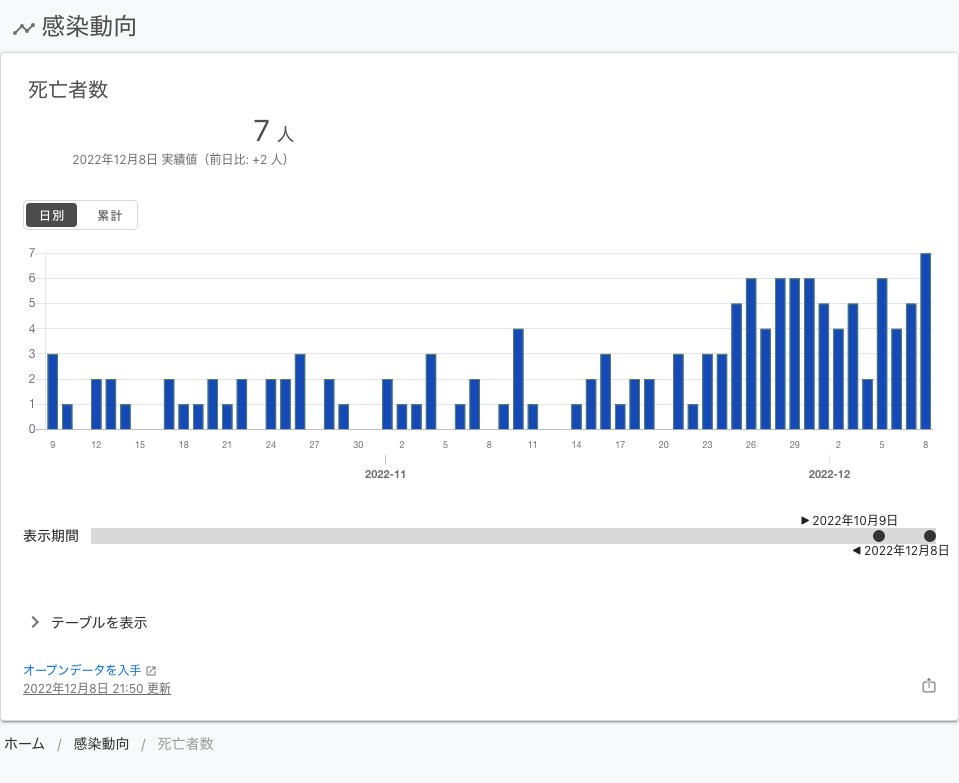 感染動向
死亡者数
7 人
2022年12月8日 実績値（前日比: +2 人）
日別 累計
7
6
5
4
3
2
1
0
9 12 15 18 21 24 27 30 2 5 8 11 14 17 20 23 26 29 2 5 8
2022-11 2022-12
▶ 2022年10月9日
表示期間
◀ 2022年12月8日
テーブルを表示
オープンデータを入手
2022年12月8日 21:50 更新
ホーム / 感染動向 / 死亡者数